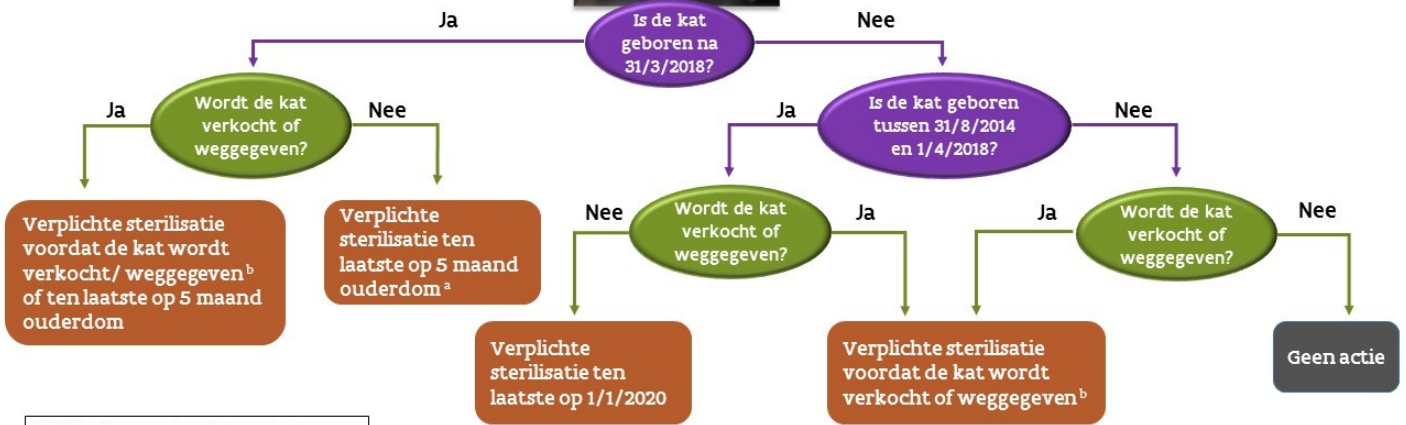 Ja
Is de kat
geboren na
31/3/2018?
Nee
Ja
Wordt de kat
verkocht of
weggegeven?
Nee
Ja
Is de kat geboren
tussen 31/8/2014
en 1/4/2018?
Nee
Verplichte sterilisatie
voordat de kat wordt
verkocht/ weggegeven b
of ten laatste op 5 maand
ouderdom
Verplichte
sterilisatie ten
laatste op 5 maand
ouderdom a
Nee
Wordt de kat
verkocht of
weggegeven?
Ja
Ja
Wordt de kat
verkocht of
weggegeven?
Nee
Verplichte
sterilisatie ten
laatste op 1/1/2020
Verplichte sterilisatie
voordat de kat wordt
verkocht of weggegeven b
Geen actie